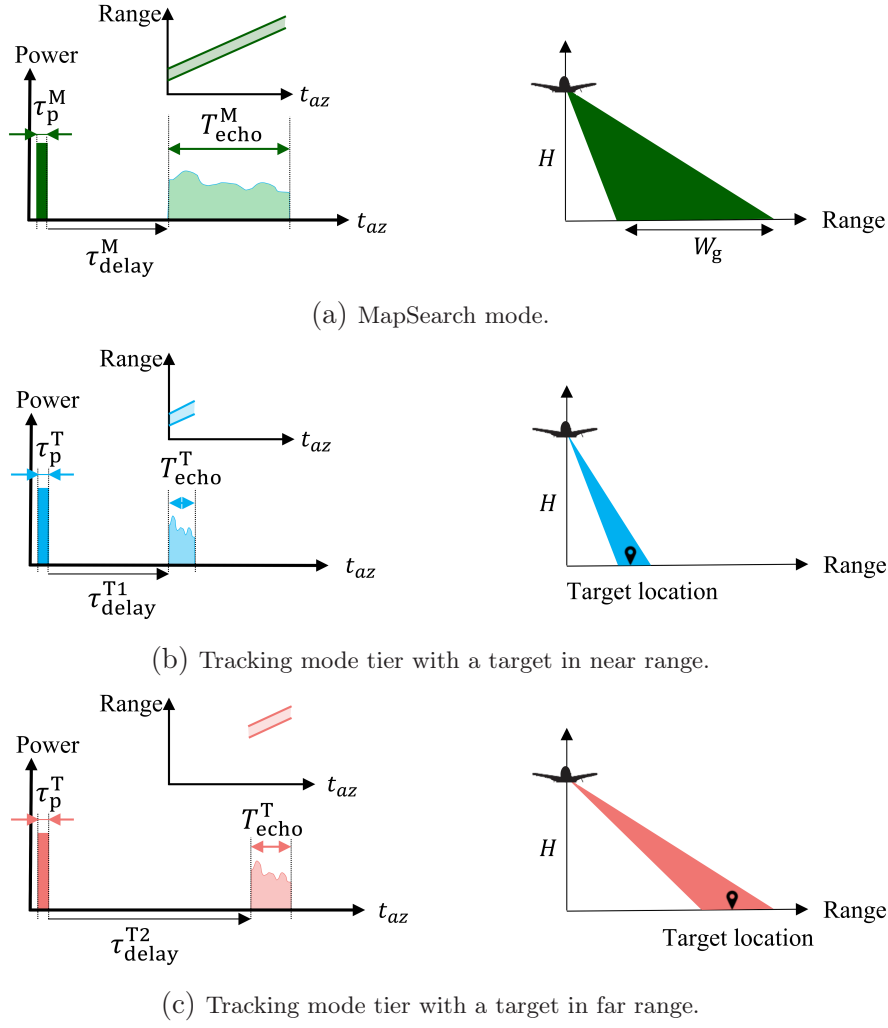 Range
Power
τ_p^M
T_echo^M
t_az
t_az
τ_delay^M
H
Range
W_g
(a) MapSearch mode.
Range
Power
τ_p^T
T_echo^T
t_az
t_az
τ_delay^T1
H
Range
Target location
(b) Tracking mode tier with a target in near range.
Range
Power
τ_p^T
T_echo^T
t_az
t_az
τ_delay^T2
H
Range
Target location
(c) Tracking mode tier with a target in far range.